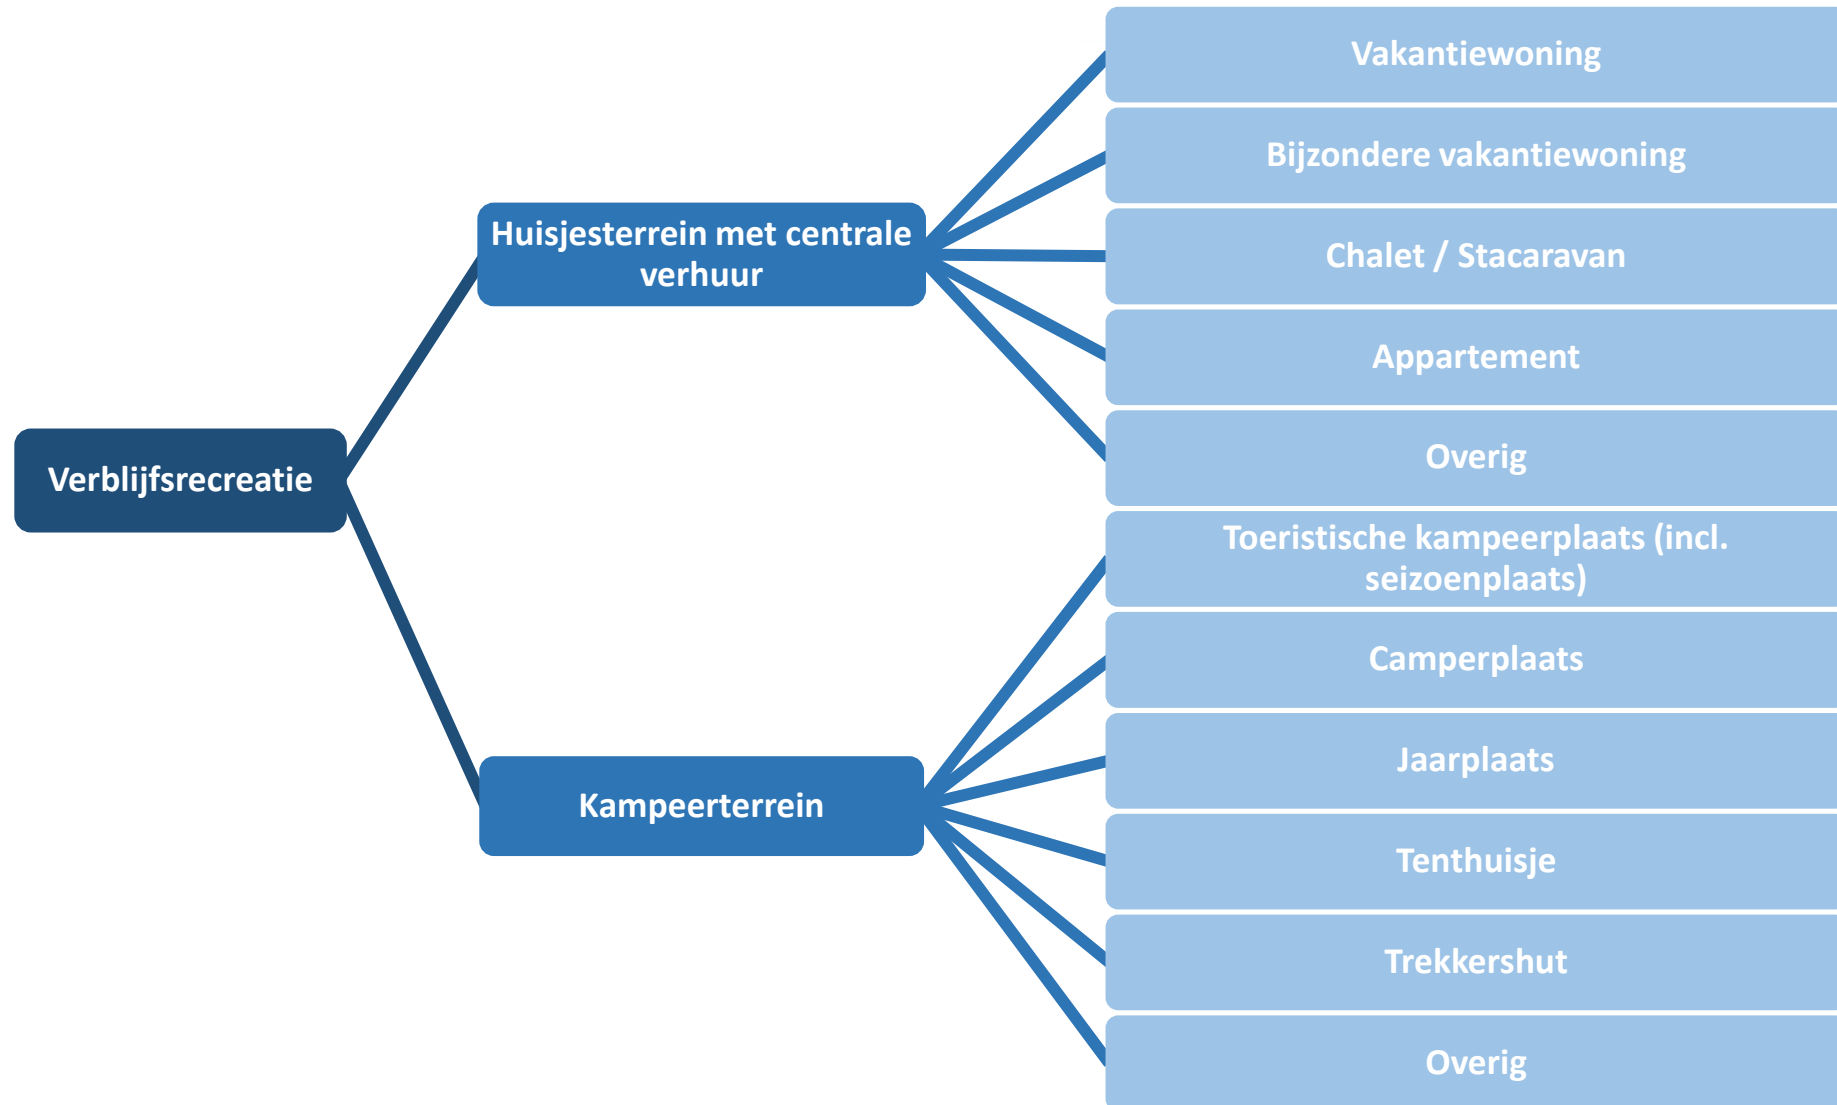 Verblijfsrecreatie
Huisjesterrein met centrale
verhuur
Vakantiewoning
Bijzondere vakantiewoning
Chalet / Stacaravan
Appartement
Overig
Kampeerterrein
Toeristische kampeerplaats (incl.
seizoenplaats)
Camperplaats
Jaarplaats
Tenthuisje
Trekkershut
Overig